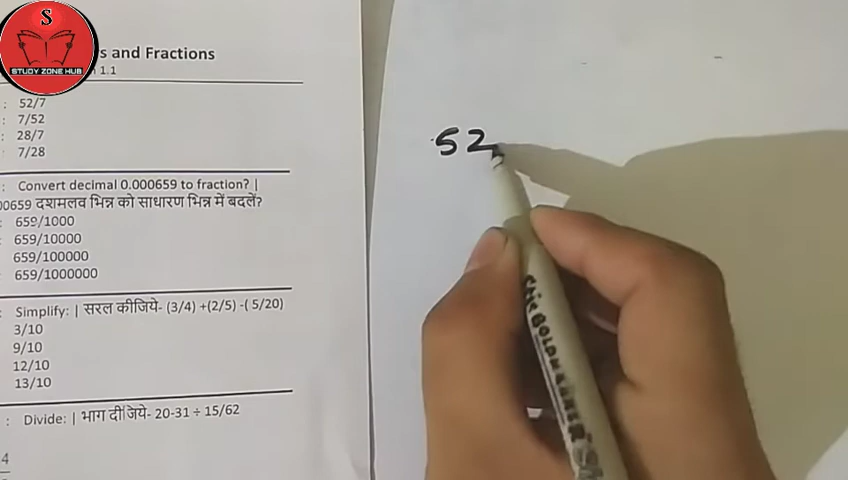 S
STUDY ZONE HUB
s and Fractions
1.1
: 52/7
: 7/52
: 28/7
: 7/28
: Convert decimal 0.000659 to fraction? |
00659 दशमलव भिन्न को साधारण भिन्न में बदलें?
: 659/1000
: 659/10000
659/100000
659/1000000
: Simplify: | सरल कीजिये- (3/4) +(2/5) -( 5/20)
3/10
9/10
12/10
13/10
: Divide: | भाग दीजिये- 20-31 ÷ 15/62
4
52